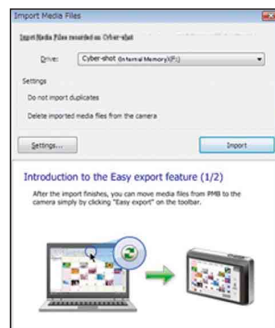 Import Media Files
Import Media Files recorded on Cyber-shot
Drive:
Cyber-shot (Internal Memory)(F:)
Settings
Do not import duplicates
Delete imported media files from the camera
Settings...
Import
Introduction to the Easy export feature (1/2)
After the import finishes, you can move media files from PMB to the
camera simply by clicking "Easy export" on the toolbar.